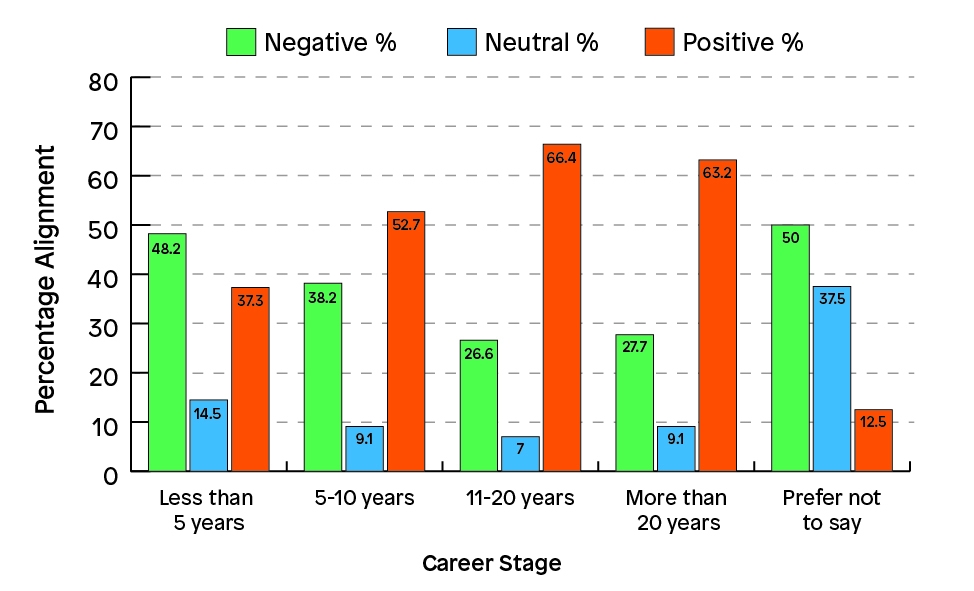 Negative % Neutral % Positive %
80
70
60
50
40
30
20
10
0
Percentage Alignment
48.2
14.5
37.3
38.2
9.1
52.7
26.6
7
66.4
27.7
9.1
63.2
50
37.5
12.5
Less than
5 years
5-10 years
11-20 years
More than
20 years
Prefer not
to say
Career Stage